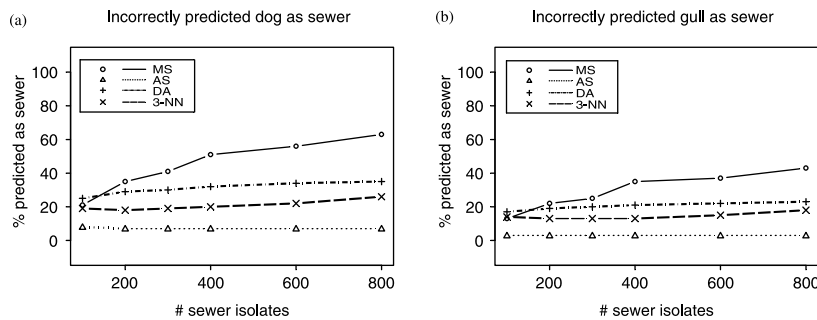 (a)
Incorrectly predicted dog as sewer
% predicted as sewer
100
80
60
40
20
0
MS
AS
DA
3-NN
200
400
600
800
# sewer isolates
(b)
Incorrectly predicted gull as sewer
% predicted as sewer
100
80
60
40
20
0
MS
AS
DA
3-NN
200
400
600
800
# sewer isolates